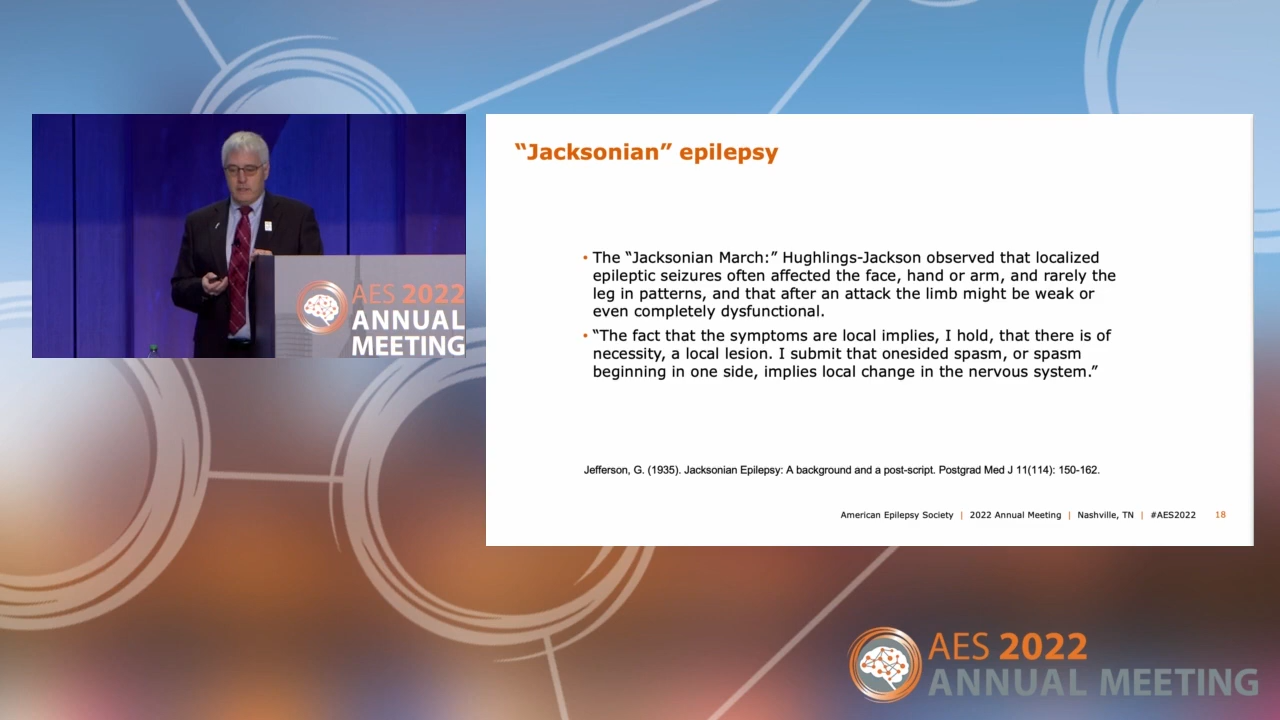 AES 2022
ANNUAL
MEETING
“Jacksonian” epilepsy
• The “Jacksonian March:” Hughlings-Jackson observed that localized
epileptic seizures often affected the face, hand or arm, and rarely the
leg in patterns, and that after an attack the limb might be weak or
even completely dysfunctional.
• “The fact that the symptoms are local implies, I hold, that there is of
necessity, a local lesion. I submit that onesided spasm, or spasm
beginning in one side, implies local change in the nervous system.”
Jefferson, G. (1935). Jacksonian Epilepsy: A background and a post-script. Postgrad Med J 11(114): 150-162.
American Epilepsy Society | 2022 Annual Meeting | Nashville, TN | #AES2022 18
AES 2022
ANNUAL MEETING